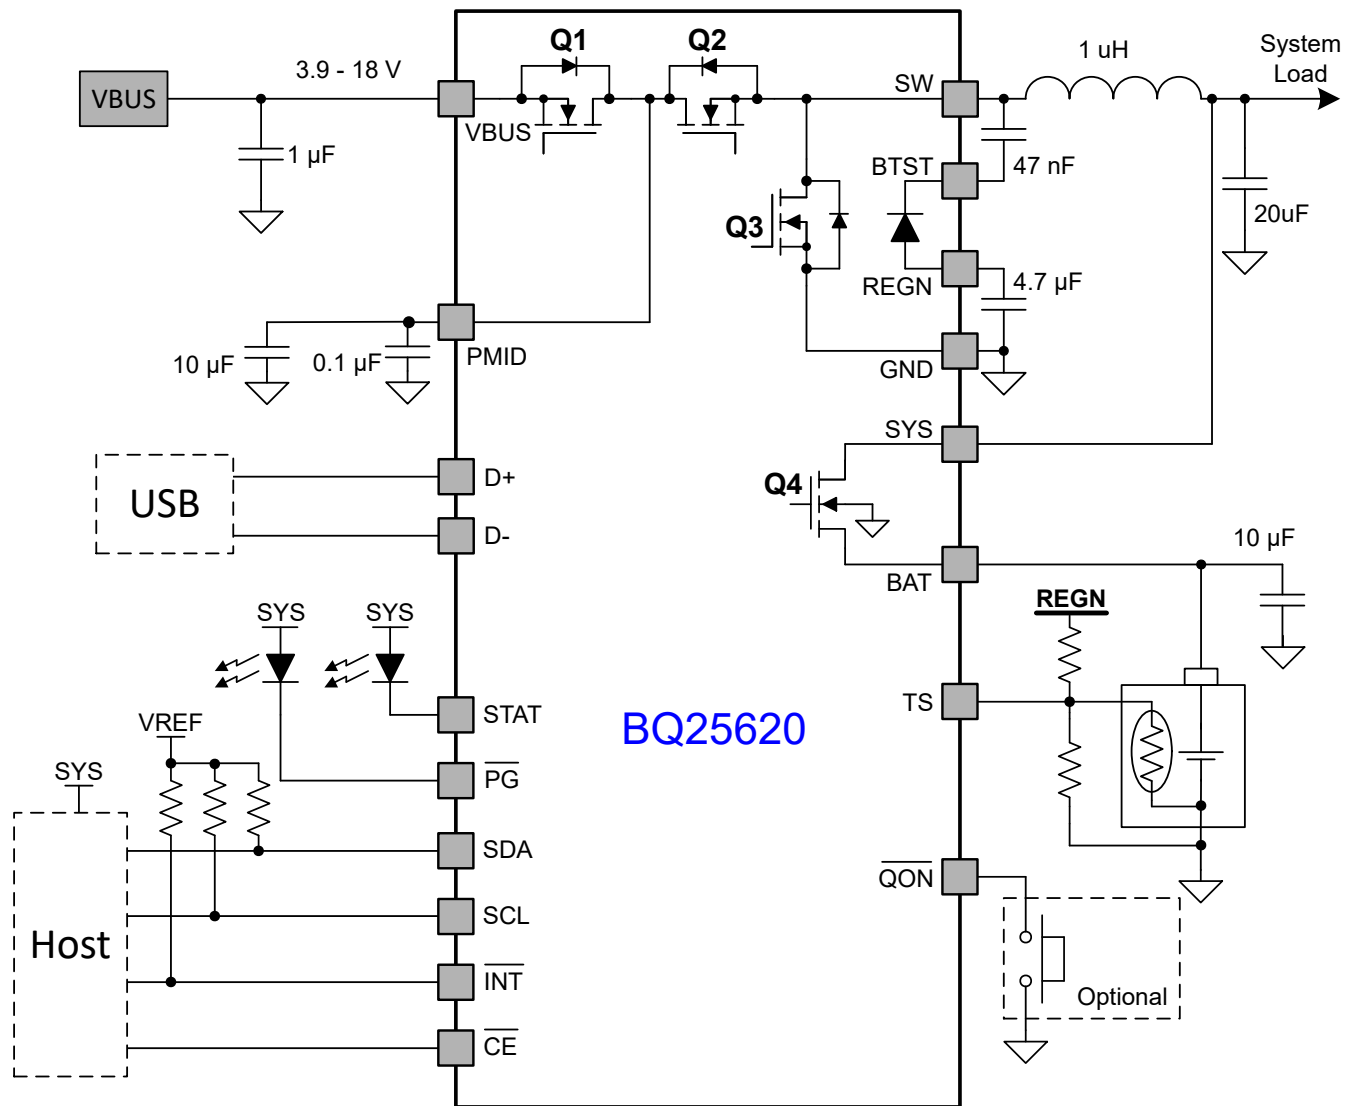 Q1
Q2
1 uH
System
Load
3.9 - 18 V
VBUS
VBUS
SW
1 µF
BTST
47 nF
20uF
Q3
REGN
4.7 µF
10 µF
0.1 µF
PMID
GND
SYS
USB
D+
D-
Q4
BAT
10 µF
REGN
SYS
SYS
STAT
TS
BQ25620
VREF
SYS
PG
SDA
QON
SCL
Host
INT
Optional
CE